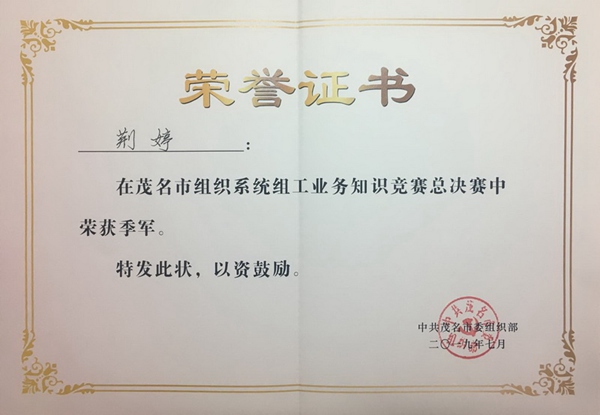 荣誉证书
荆婷：
在茂名市组织系统组工业务知识竞赛总决赛中
荣获季军。
特发此状，以资鼓励。
中共茂名市委组织部
二〇一九年七月